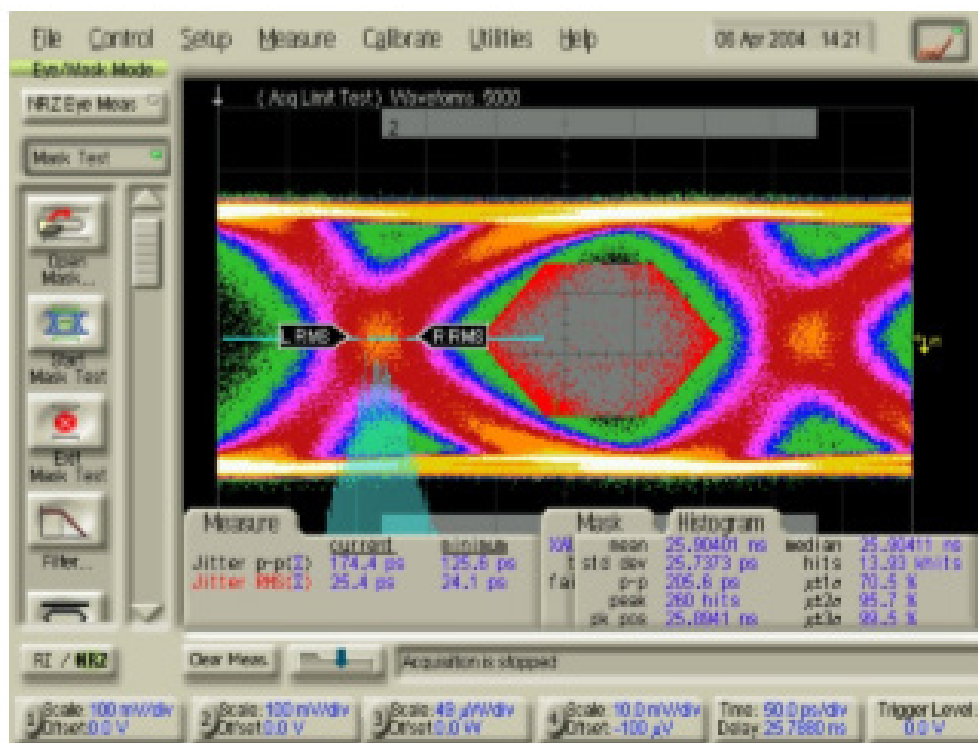 File Control Setup Measure Calibrate Utilities Help 08 Apr 2004 14:21
Eye/Mask Mode
NRZ Eye Meas
Mask Test
( Acq Limit Test ) Waveforms: 5000
2
Open
Mask...
Start
Mask Test
Exit
Mask Test
Filter...
L RMS
R RMS
Measure
current minimum
Jitter p-p(Σ) 174.4 ps 125.6 ps
Jitter RMS(Σ) 25.4 ps 24.1 ps
Mask Histogram
mean 25.90401 ns median 25.90411 ns
std dev 25.7373 ps hits 13.93 khits
p-p 205.6 ps μ±1σ 70.5 %
peak 260 hits μ±2σ 95.7 %
pk pos 25.8941 ns μ±3σ 99.5 %
RZ / NRZ
Clear Meas.
Acquisition is stopped
1 Scale: 100 mV/div
Offset: 0.0 V
2 Scale: 100 mV/div
Offset: 0.0 V
3 Scale: 49 μW/div
Offset: 0.0 W
4 Scale: 10.0 mV/div
Offset: -100 μV
Time: 50.0 ps/div
Delay: 25.7880 ns
Trigger Level:
0.0 V